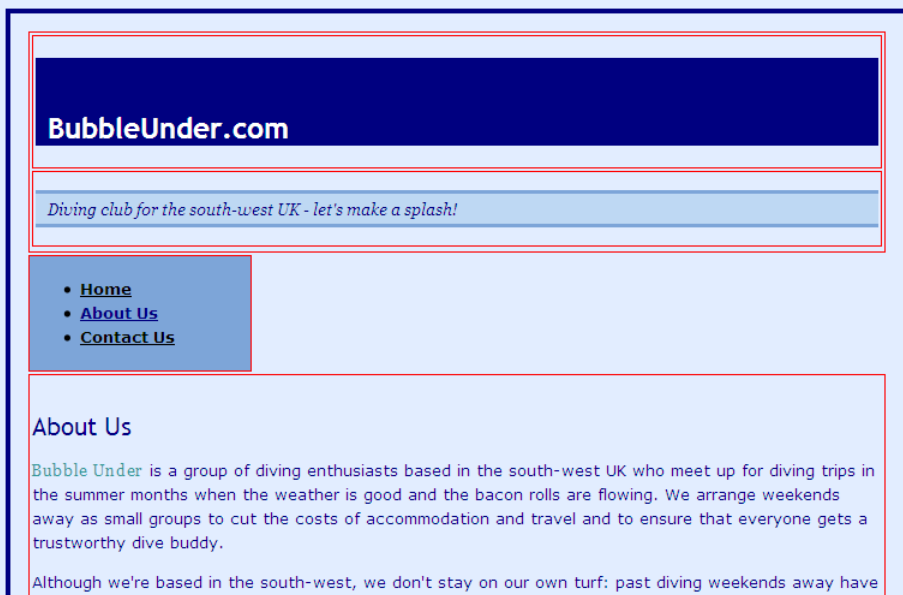 BubbleUnder.com
Diving club for the south-west UK - let's make a splash!
Home
About Us
Contact Us
About Us
Bubble Under is a group of diving enthusiasts based in the south-west UK who meet up for diving trips in
the summer months when the weather is good and the bacon rolls are flowing. We arrange weekends
away as small groups to cut the costs of accommodation and travel and to ensure that everyone gets a
trustworthy dive buddy.
Although we're based in the south-west, we don't stay on our own turf: past diving weekends away have